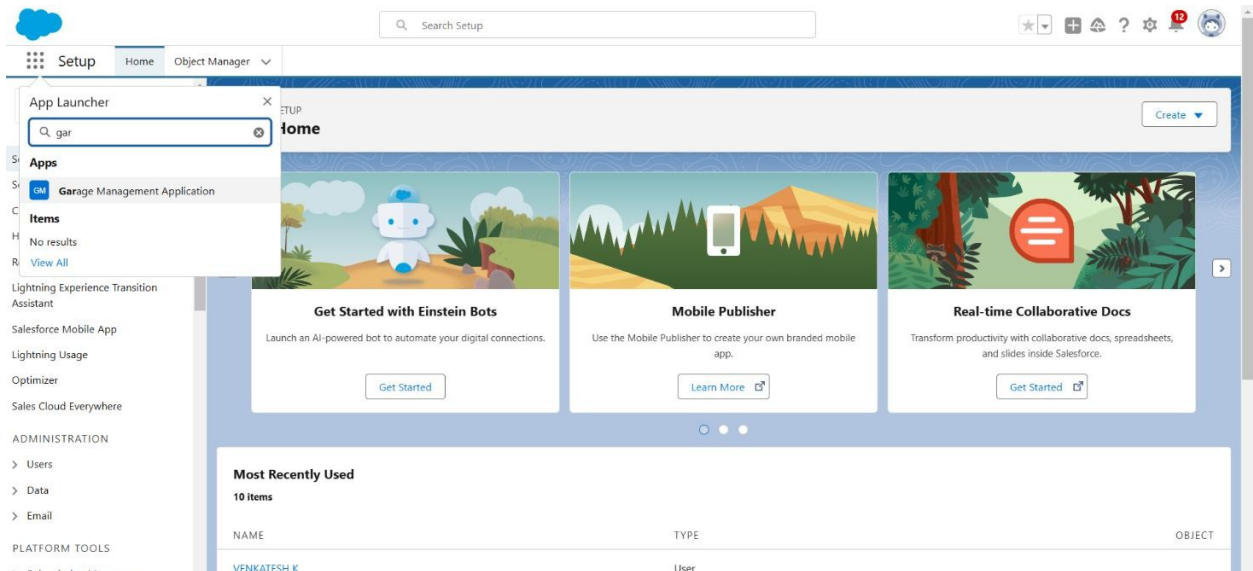 Search Setup
12
Setup
Home
Object Manager
App Launcher
gar
Apps
GM
Garage Management Application
Items
No results
View All
Lightning Experience Transition
Assistant
Salesforce Mobile App
Lightning Usage
Optimizer
Sales Cloud Everywhere
ADMINISTRATION
Users
Data
Email
PLATFORM TOOLS
Home
Create
Get Started with Einstein Bots
Launch an AI-powered bot to automate your digital connections.
Get Started
Mobile Publisher
Use the Mobile Publisher to create your own branded mobile
app.
Learn More
Real-time Collaborative Docs
Transform productivity with collaborative docs, spreadsheets,
and slides inside Salesforce.
Get Started
Most Recently Used
10 items
NAME
TYPE
OBJECT
VENKATESH K
User